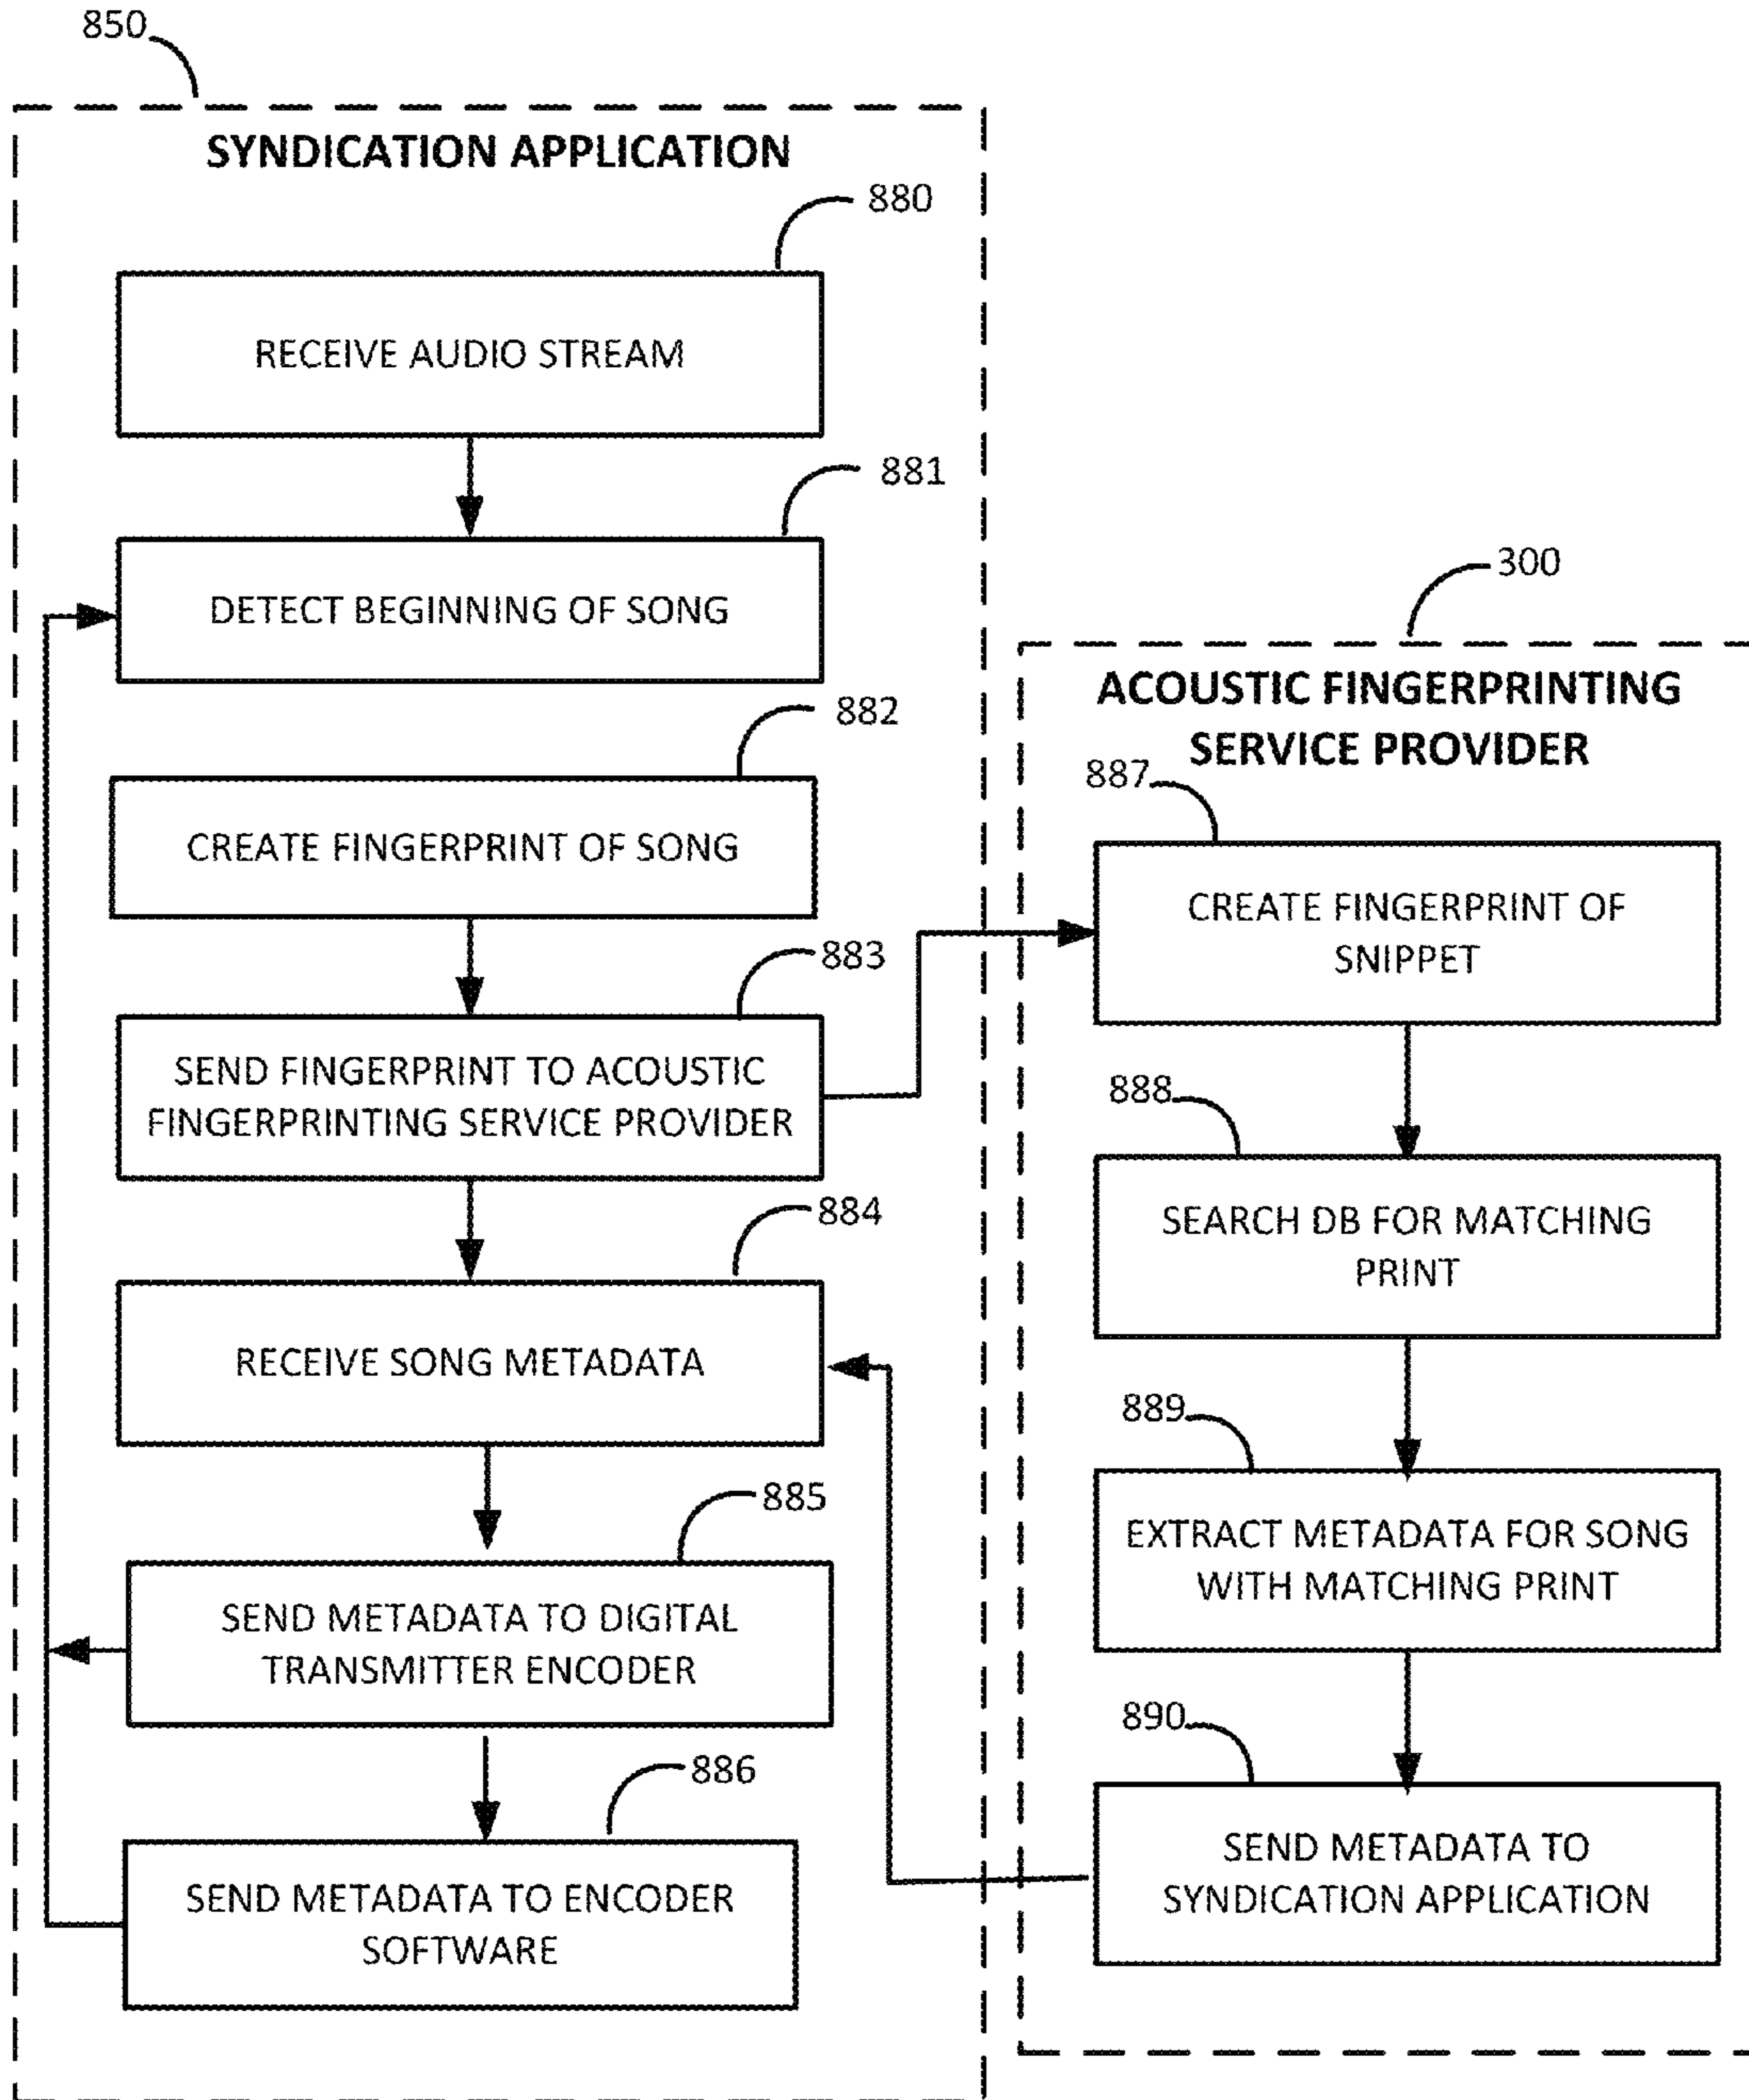 850
SYNDICATION APPLICATION
880
RECEIVE AUDIO STREAM
881
DETECT BEGINNING OF SONG
882
CREATE FINGERPRINT OF SONG
883
SEND FINGERPRINT TO ACOUSTIC
FINGERPRINTING SERVICE PROVIDER
884
RECEIVE SONG METADATA
885
SEND METADATA TO DIGITAL
TRANSMITTER ENCODER
886
SEND METADATA TO ENCODER
SOFTWARE
300
ACOUSTIC FINGERPRINTING
SERVICE PROVIDER
887
CREATE FINGERPRINT OF
SNIPPET
888
SEARCH DB FOR MATCHING
PRINT
889
EXTRACT METADATA FOR SONG
WITH MATCHING PRINT
890
SEND METADATA TO
SYNDICATION APPLICATION